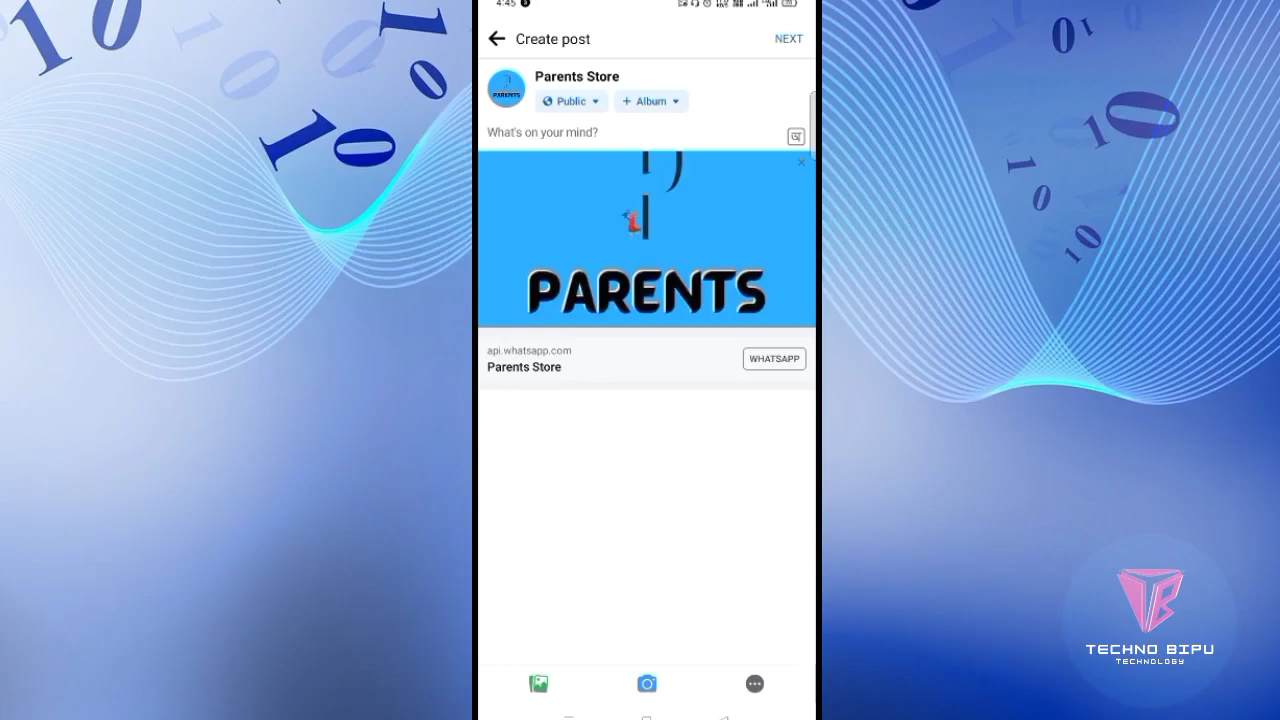 4:45
Create post
NEXT
Parents Store
Public
+ Album
What's on your mind?
অ
PARENTS
api.whatsapp.com
Parents Store
WHATSAPP
TECHNO BIPU
TECHNOLOGY